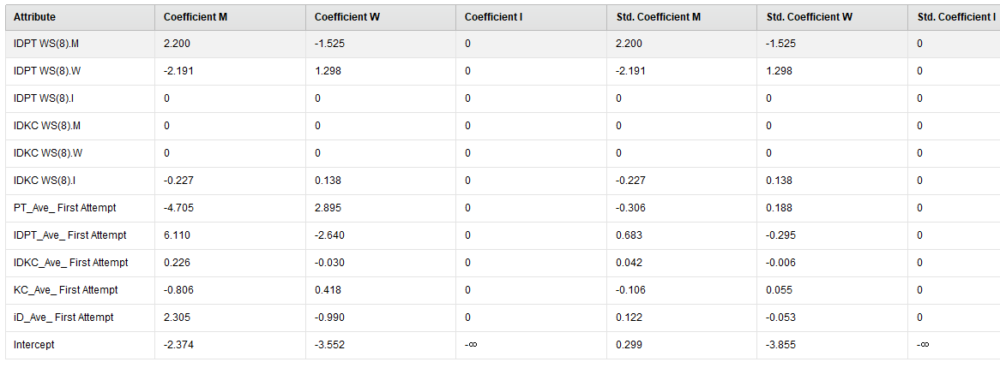 Attribute Coefficient M Coefficient W Coefficient I Std. Coefficient M Std. Coefficient W Std. Coefficient I
IDPT WS(8).M 2.200 -1.525 0 2.200 -1.525 0
IDPT WS(8).W -2.191 1.298 0 -2.191 1.298 0
IDPT WS(8).I 0 0 0 0 0 0
IDKC WS(8).M 0 0 0 0 0 0
IDKC WS(8).W 0 0 0 0 0 0
IDKC WS(8).I -0.227 0.138 0 -0.227 0.138 0
PT_Ave_ First Attempt -4.705 2.895 0 -0.306 0.188 0
IDPT_Ave_ First Attempt 6.110 -2.640 0 0.683 -0.295 0
IDKC_Ave_ First Attempt 0.226 -0.030 0 0.042 -0.006 0
KC_Ave_ First Attempt -0.806 0.418 0 -0.106 0.055 0
iD_Ave_ First Attempt 2.305 -0.990 0 0.122 -0.053 0
Intercept -2.374 -3.552 -∞ 0.299 -3.855 -∞